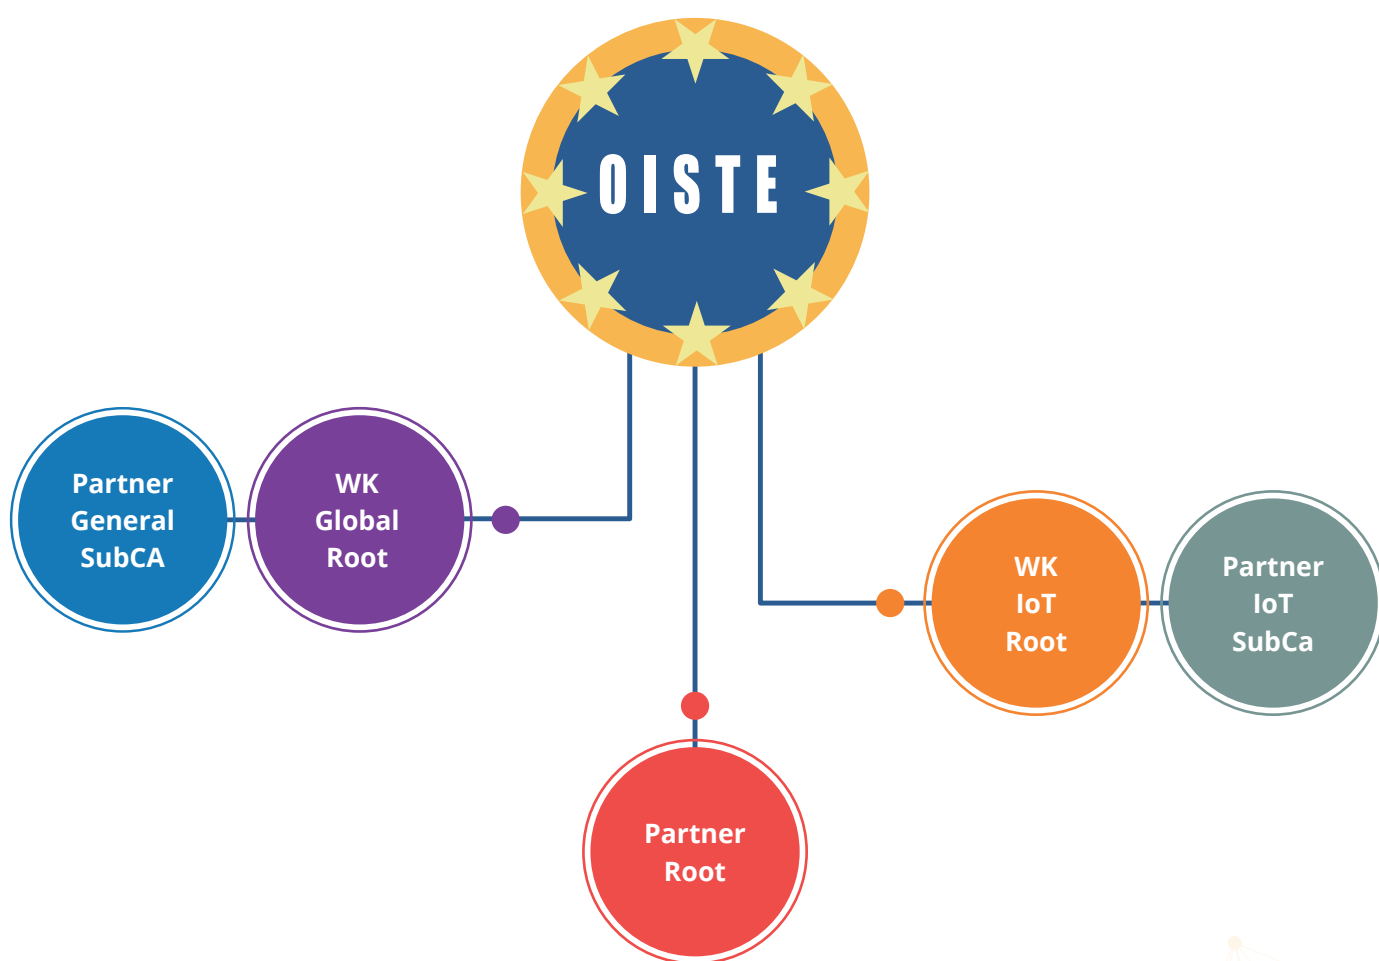 OISTE
Partner
General
SubCA
WK
Global
Root
WK
IoT
Root
Partner
IoT
SubCa
Partner
Root